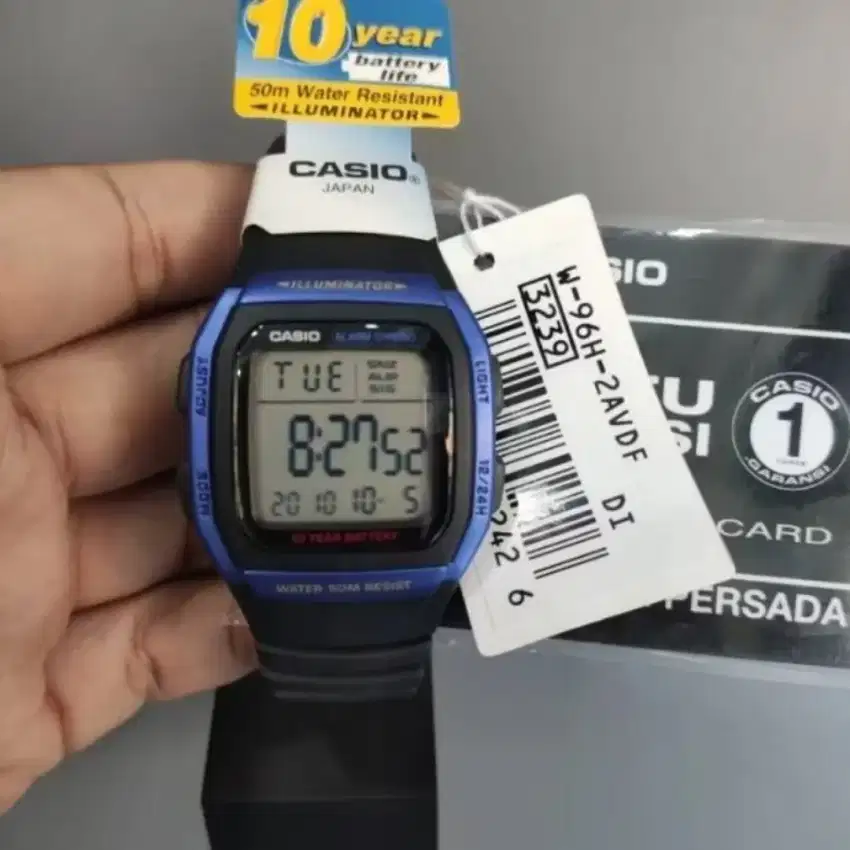 10 year
battery
life
50m Water Resistant
ILLUMINATOR
CASIO®
JAPAN
ILLUMINATOR
CASIO
TUE
8:27 52
20 10 10- 5
ADJUST
LIGHT
12/24H
10 YEAR BATTERY
WATER 50M RESIST
W-96H-2AVDF DI
3239
242 6
SIO
TU
SI
CASIO
1
GARANSI
CARD
PERSADA